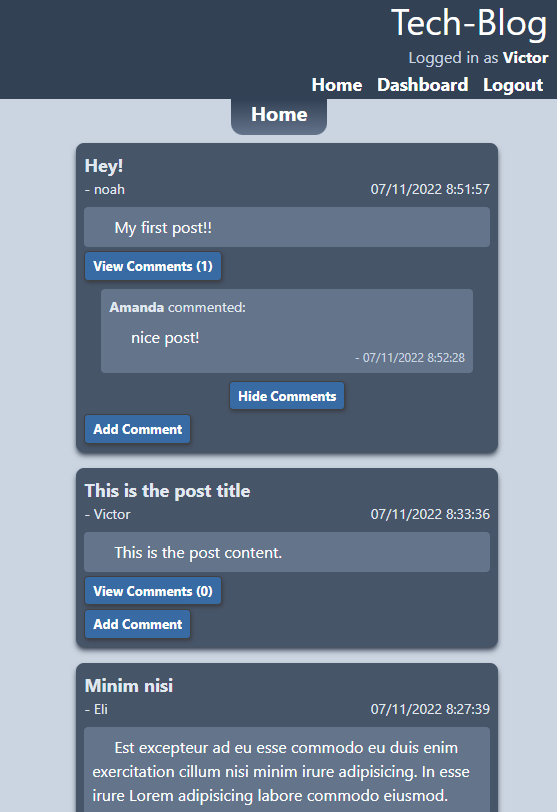 Tech-Blog
Logged in as Victor
Home Dashboard Logout
Home
Hey!
- noah 07/11/2022 8:51:57
My first post!!
View Comments (1)
Amanda commented:
nice post!
- 07/11/2022 8:52:28
Hide Comments
Add Comment
This is the post title
- Victor 07/11/2022 8:33:36
This is the post content.
View Comments (0)
Add Comment
Minim nisi
- Eli 07/11/2022 8:27:39
Est excepteur ad eu esse commodo eu duis enim
exercitation cillum nisi minim irure adipisicing. In esse
irure Lorem adipisicing labore commodo eiusmod.